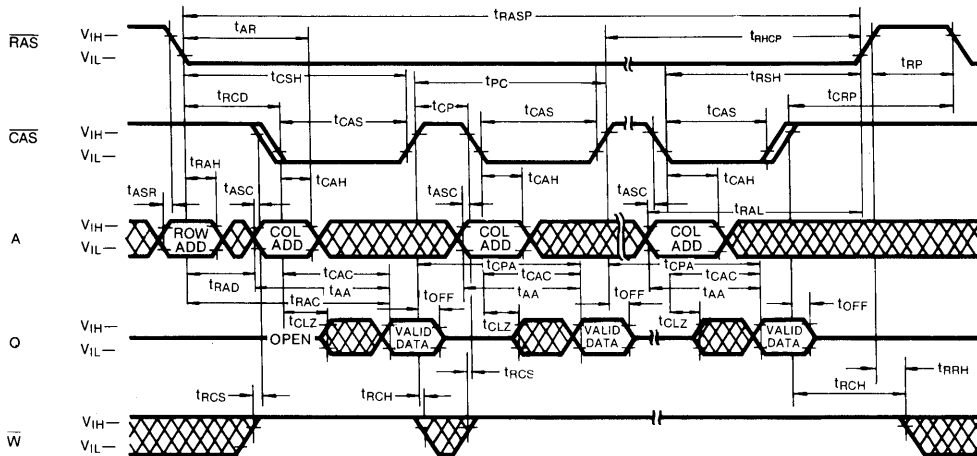 tRASP
tAR
tRHCP
RAS
VIH
VIL
tCSH
tPC
tRSH
tRP
tRCD
tCP
tCRP
tCAS
tCAS
tCAS
CAS
VIH
VIL
tRAH
tCAH
tCAH
tCAH
tASR
tASC
tASC
tASC
tRAL
A
VIH
VIL
ROW ADD
COL ADD
COL ADD
COL ADD
tCPA
tCPA
tCAC
tCAC
tCAC
tRAD
tAA
tAA
tAA
tRAC
tOFF
tOFF
tOFF
tCLZ
tCLZ
tCLZ
Q
VIH
VIL
OPEN
VALID DATA
VALID DATA
VALID DATA
tRCS
tRRH
tRCS
tRCH
tRCH
W
VIH
VIL